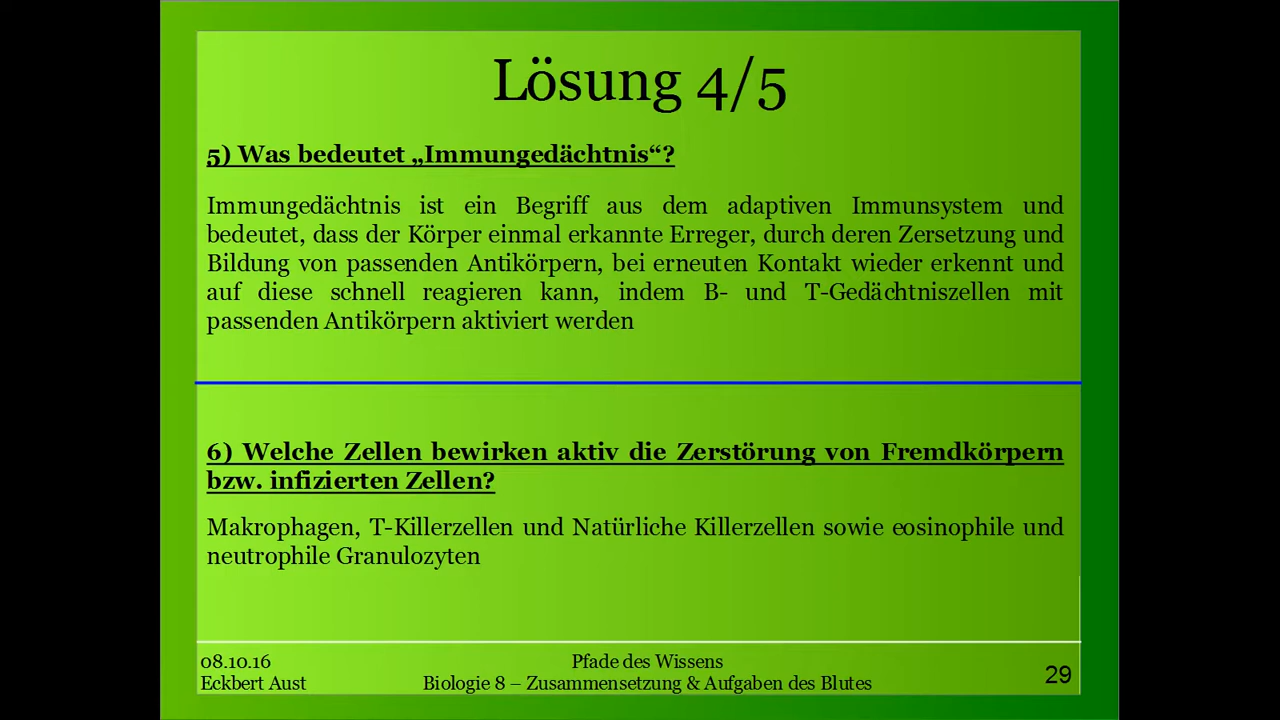 Lösung 4/5
5) Was bedeutet „Immungedächtnis“?
Immungedächtnis ist ein Begriff aus dem adaptiven Immunsystem und
bedeutet, dass der Körper einmal erkannte Erreger, durch deren Zersetzung und
Bildung von passenden Antikörpern, bei erneuten Kontakt wieder erkennt und
auf diese schnell reagieren kann, indem B- und T-Gedächtniszellen mit
passenden Antikörpern aktiviert werden
6) Welche Zellen bewirken aktiv die Zerstörung von Fremdkörpern
bzw. infizierten Zellen?
Makrophagen, T-Killerzellen und Natürliche Killerzellen sowie eosinophile und
neutrophile Granulozyten
08.10.16
Eckbert Aust
Pfade des Wissens
Biologie 8 – Zusammensetzung & Aufgaben des Blutes
29